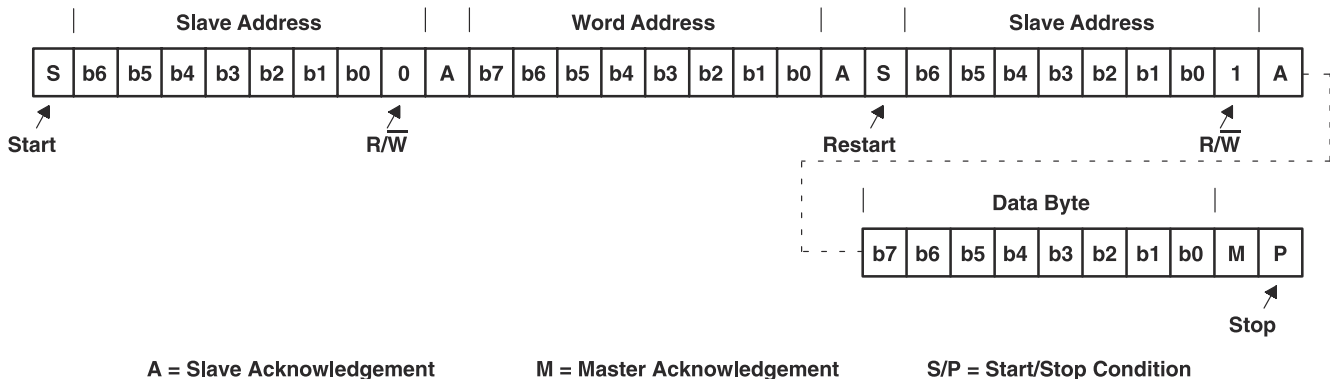 Slave Address Word Address Slave Address
S b6 b5 b4 b3 b2 b1 b0 0 A b7 b6 b5 b4 b3 b2 b1 b0 A S b6 b5 b4 b3 b2 b1 b0 1 A
Start R/W̅ Restart R/W̅
Data Byte
b7 b6 b5 b4 b3 b2 b1 b0 M P
Stop
A = Slave Acknowledgement M = Master Acknowledgement S/P = Start/Stop Condition